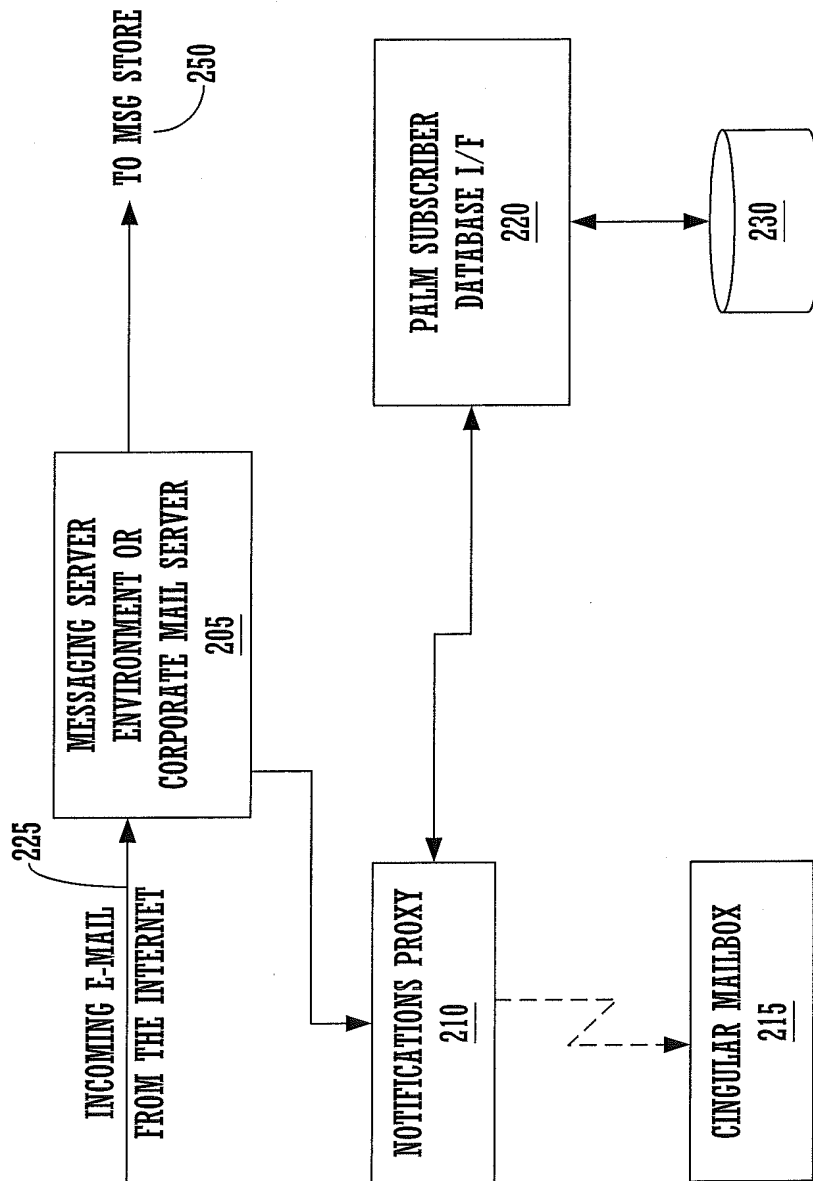 INCOMING E-MAIL
FROM THE INTERNET
225
MESSAGING SERVER
ENVIRONMENT OR
CORPORATE MAIL SERVER
205
TO MSG STORE
250
NOTIFICATIONS PROXY
210
PALM SUBSCRIBER
DATABASE I/F
220
CINGULAR MAILBOX
215
230